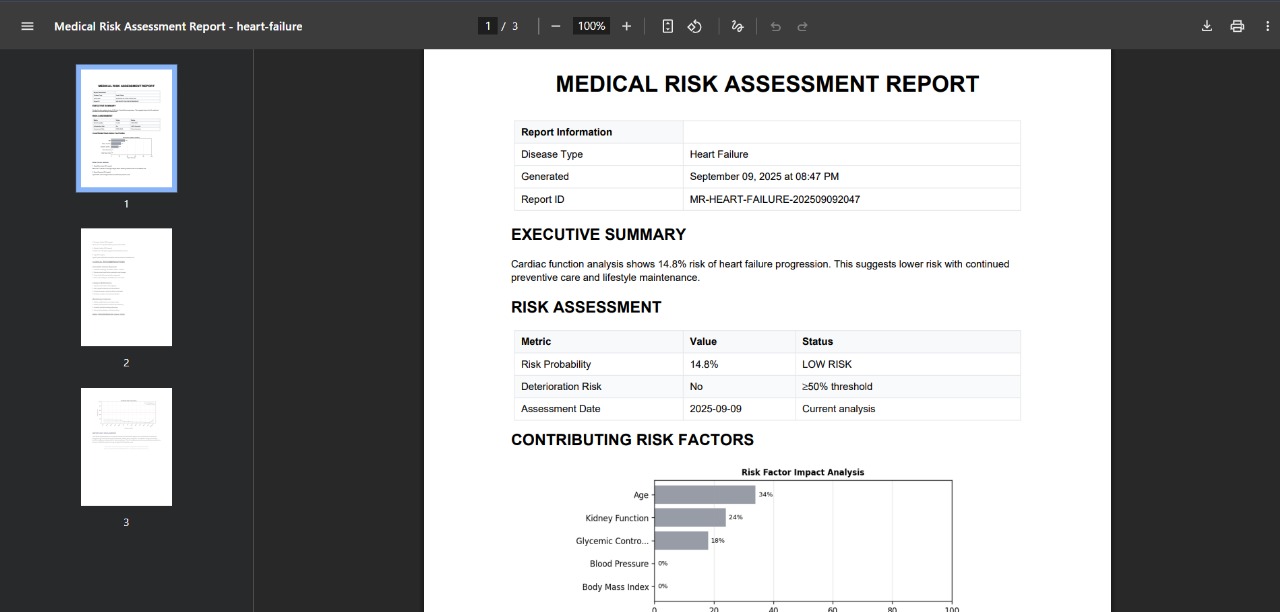 Medical Risk Assessment Report - heart-failure
1 / 3
100%
1
2
3
MEDICAL RISK ASSESSMENT REPORT
Report Information
Disease Type Heart Failure
Generated September 09, 2025 at 08:47 PM
Report ID MR-HEART-FAILURE-202509092047
EXECUTIVE SUMMARY
Cardiac function analysis shows 14.8% risk of heart failure progression. This suggests lower risk with continued
preventive care and lifestyle maintenance.
RISK ASSESSMENT
Metric Value Status
Risk Probability 14.8% LOW RISK
Deterioration Risk No ≥50% threshold
Assessment Date 2025-09-09 Current analysis
CONTRIBUTING RISK FACTORS
Risk Factor Impact Analysis
Age 34%
Kidney Function 24%
Glycemic Contro... 18%
Blood Pressure 0%
Body Mass Index 0%
0 20 40 60 80 100